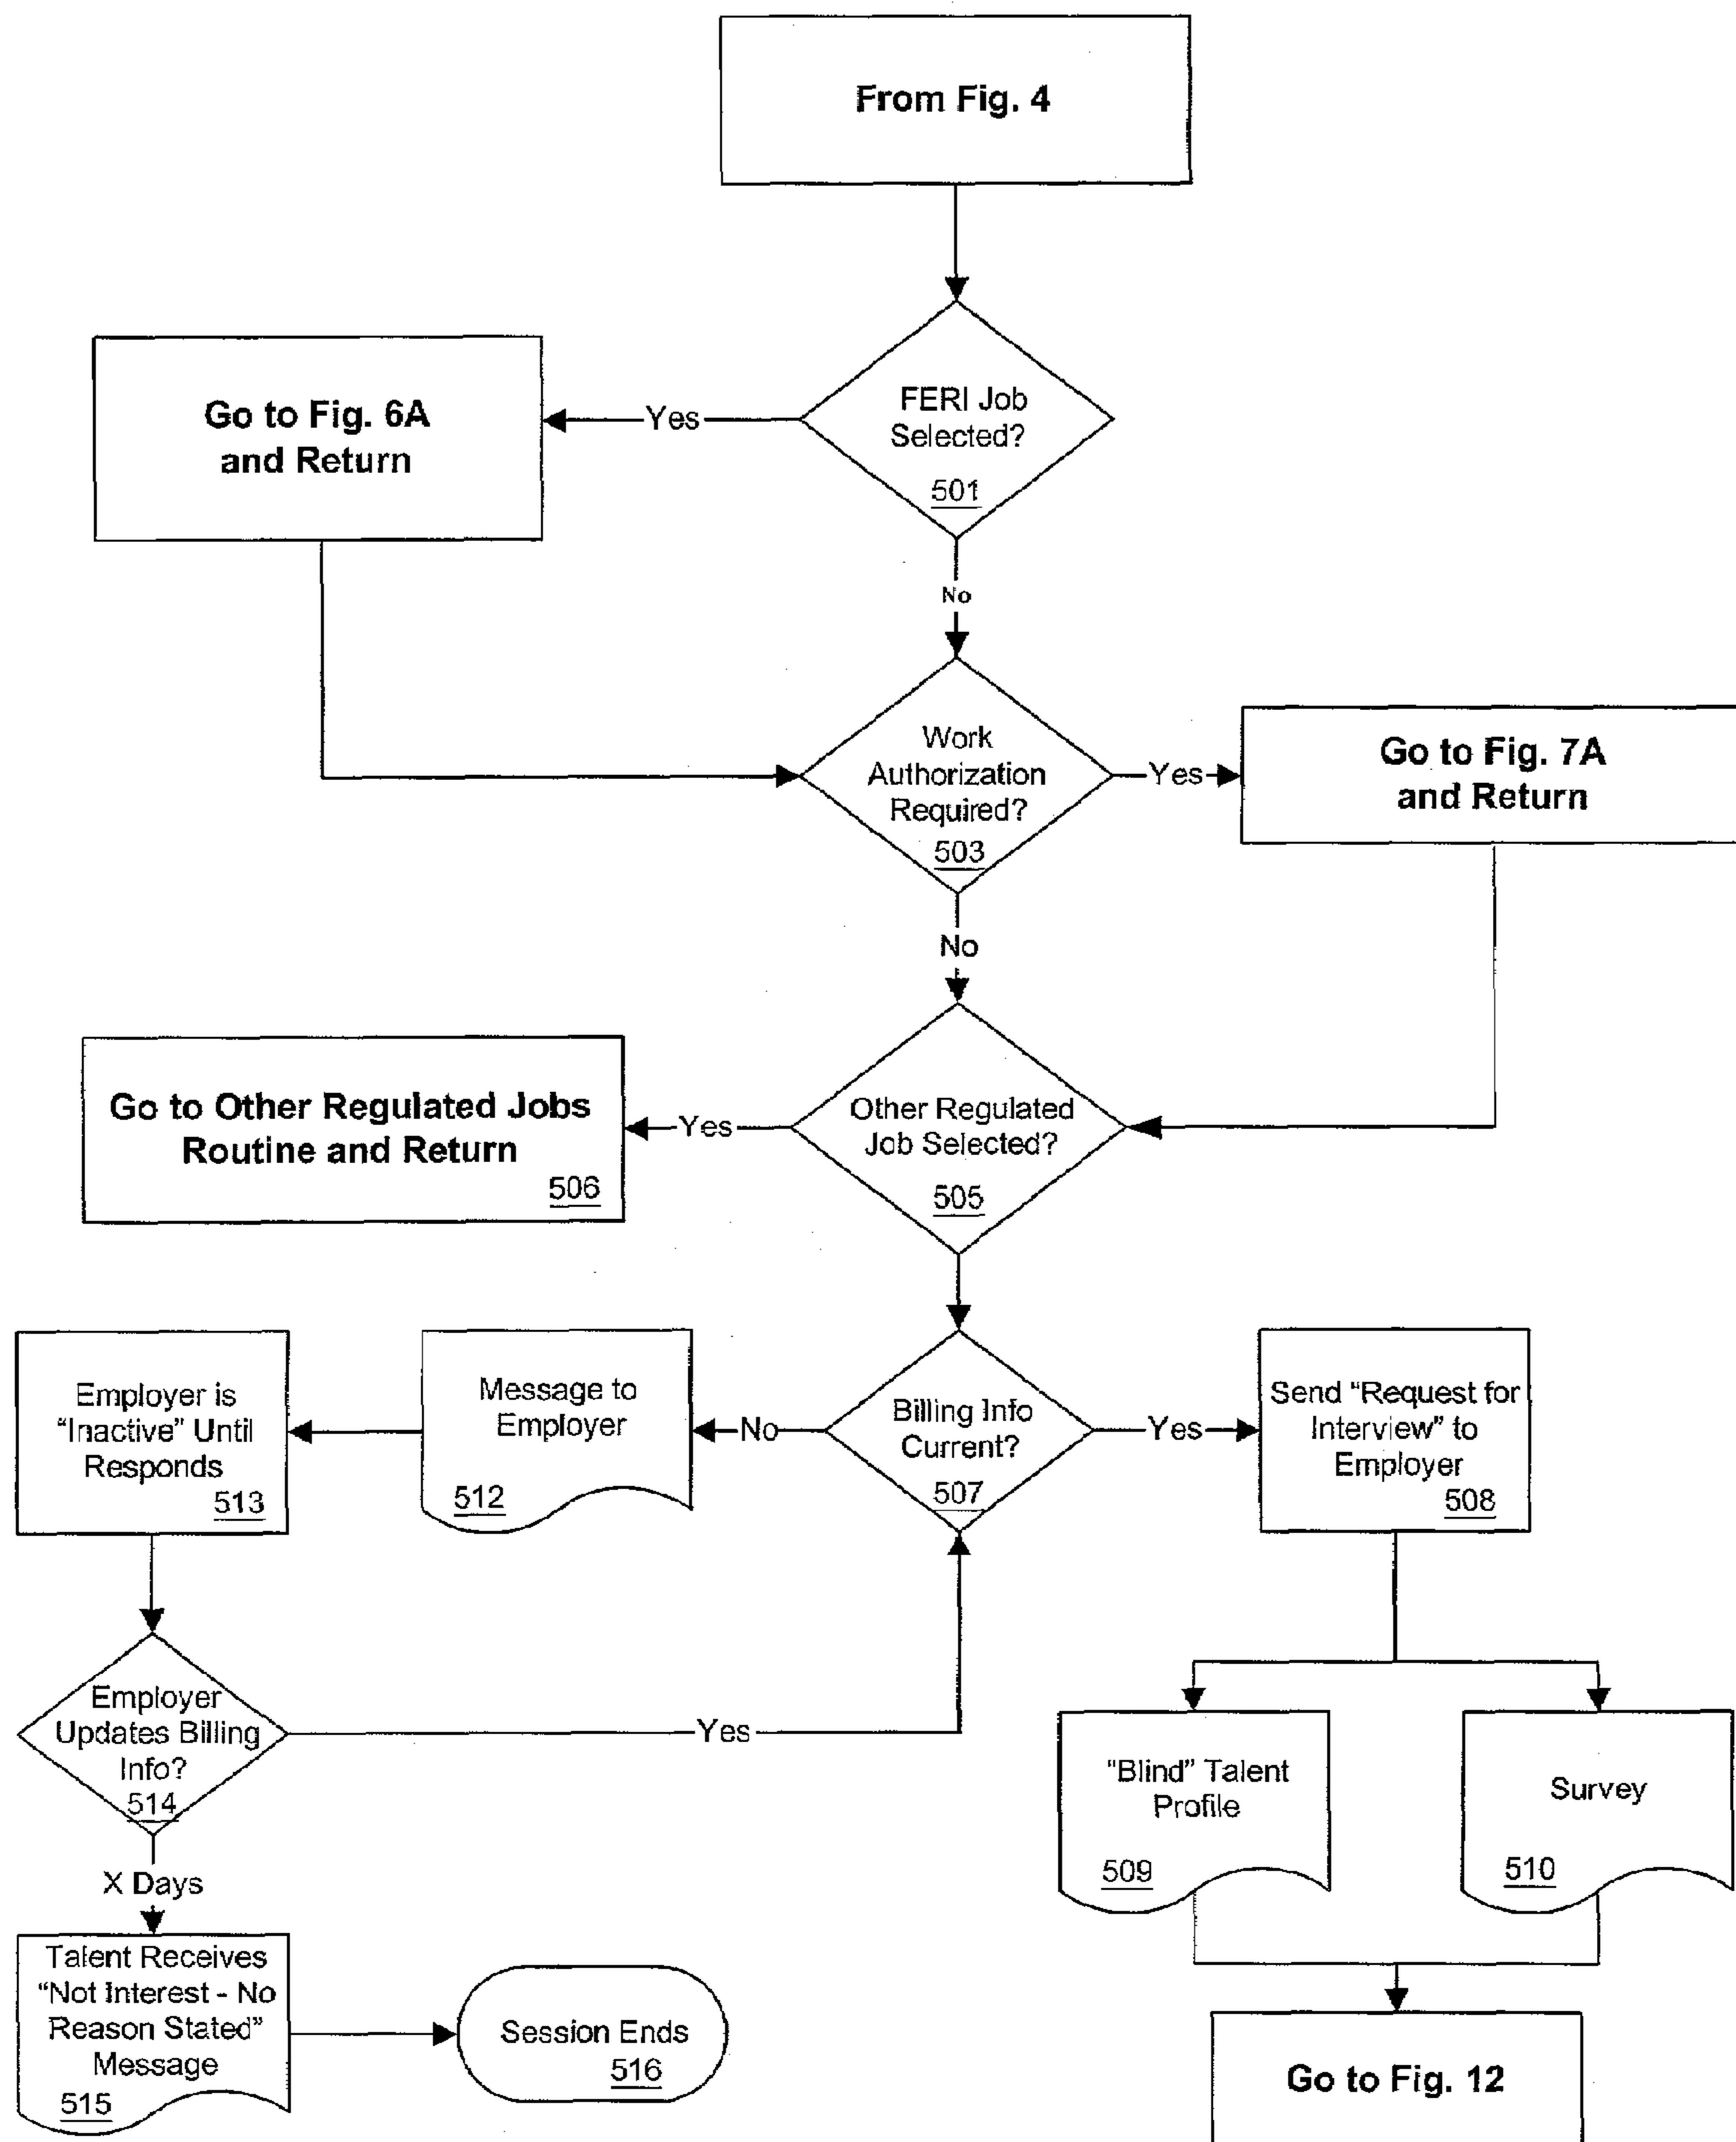 From Fig. 4
FERI Job
Selected?
501
Yes
Go to Fig. 6A
and Return
No
Work
Authorization
Required?
503
Yes
Go to Fig. 7A
and Return
No
Other Regulated
Job Selected?
505
Yes
Go to Other Regulated Jobs
Routine and Return
506
Billing Info
Current?
507
No
Message to
Employer
512
Employer is
"Inactive" Until
Responds
513
Yes
Send "Request for
Interview" to
Employer
508
Employer
Updates Billing
Info?
514
Yes
"Blind" Talent
Profile
509
Survey
510
X Days
Talent Receives
"Not Interest - No
Reason Stated"
Message
515
Session Ends
516
Go to Fig. 12